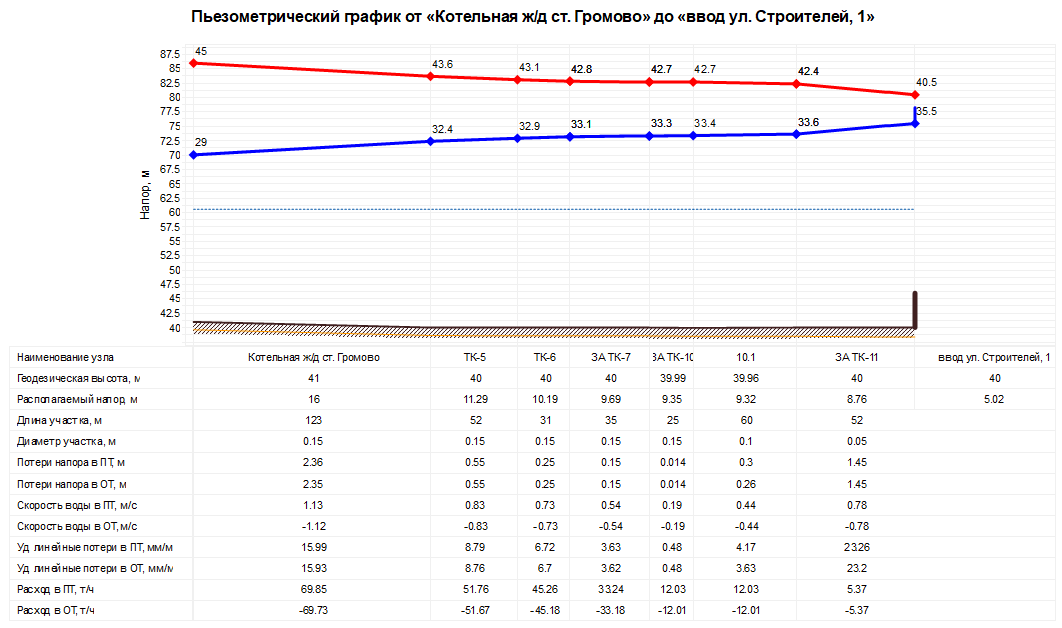 Пьезометрический график от «Котельная ж/д ст. Громово» до «ввод ул. Строителей, 1»
Напор, м
87.5
85
82.5
80
77.5
75
72.5
70
67.5
65
62.5
60
57.5
55
52.5
50
47.5
45
42.5
40
45 43.6 43.1 42.8 42.7 42.7 42.4 40.5
29 32.4 32.9 33.1 33.3 33.4 33.6 35.5
Наименование узла Котельная ж/д ст. Громово ТК-5 ТК-6 ЗА ТК-7 ЗА ТК-10 10.1 ЗА ТК-11 ввод ул. Строителей, 1
Геодезическая высота, м 41 40 40 40 39.99 39.96 40 40
Располагаемый напор, м 16 11.29 10.19 9.69 9.35 9.32 8.76 5.02
Длина участка, м 123 52 31 35 25 60 52
Диаметр участка, м 0.15 0.15 0.15 0.15 0.15 0.1 0.05
Потери напора в ПТ, м 2.36 0.55 0.25 0.15 0.014 0.3 1.45
Потери напора в ОТ, м 2.35 0.55 0.25 0.15 0.014 0.26 1.45
Скорость воды в ПТ, м/с 1.13 0.83 0.73 0.54 0.19 0.44 0.78
Скорость воды в ОТ, м/с -1.12 -0.83 -0.73 -0.54 -0.19 -0.44 -0.78
Уд линейные потери в ПТ, мм/м 15.99 8.79 6.72 3.63 0.48 4.17 23.26
Уд линейные потери в ОТ, мм/м 15.93 8.76 6.7 3.62 0.48 3.63 23.2
Расход в ПТ, т/ч 69.85 51.76 45.26 33.24 12.03 12.03 5.37
Расход в ОТ, т/ч -69.73 -51.67 -45.18 -33.18 -12.01 -12.01 -5.37